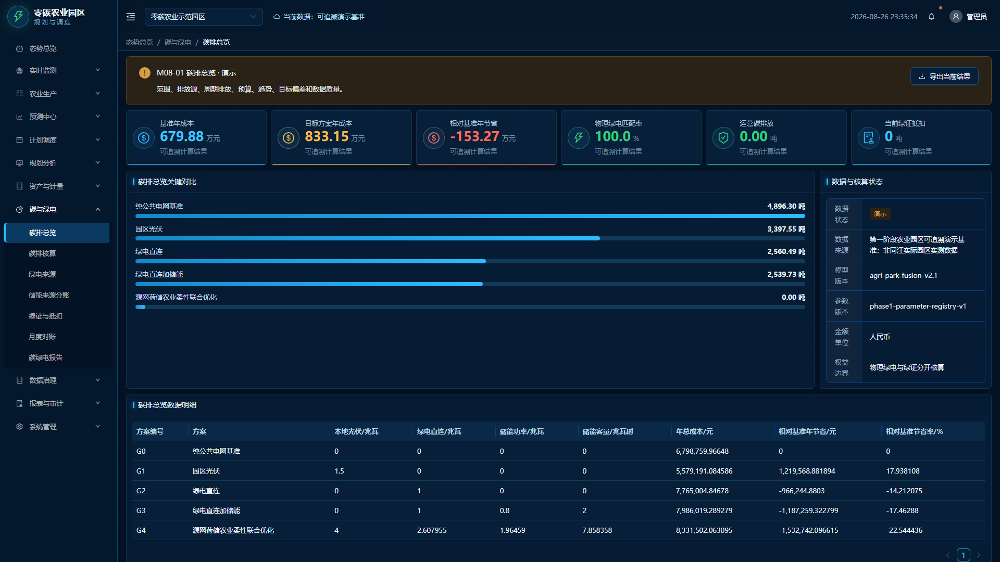 零碳农业园区
规划与调度
零碳农业示范园区
当前数据：可追溯演示基准
2026-08-26 23:35:34
管理员
态势总览
实时监测
农业生产
预测中心
计划调度
规划分析
资产与计量
碳与绿电
碳排总览
碳排核算
绿电来源
储能来源分账
绿证与抵扣
月度对账
碳绿电报告
数据治理
报表与审计
系统管理
态势总览 / 碳与绿电 / 碳排总览
M08-01 碳排总览 · 演示
范围、排放源、周期排放、预算、趋势、目标偏差和数据质量。
导出当前结果
基准年成本
679.88 万元
可追溯计算结果
目标方案年成本
833.15 万元
可追溯计算结果
相对基准年节省
-153.27 万元
可追溯计算结果
物理绿电匹配率
100.0 %
可追溯计算结果
运营碳排放
0.00 吨
可追溯计算结果
当前绿证抵扣
0 吨
可追溯计算结果
碳排总览关键对比
纯公共电网基准 4,896.30 吨
园区光伏 3,397.55 吨
绿电直连 2,560.49 吨
绿电直连加储能 2,539.73 吨
源网荷储农业柔性联合优化 0.00 吨
数据与核算状态
数据状态 演示
数据来源 第一阶段农业园区可追溯演示基准；非同江实际园区实测数据
模型版本 agri-park-fusion-v2.1
参数版本 phase1-parameter-registry-v1
金额单位 人民币
权益边界 物理绿电与绿证分开核算
碳排总览数据明细
方案编号 方案 本地光伏/兆瓦 绿电直连/兆瓦 储能功率/兆瓦 储能容量/兆瓦时 年总成本/元 相对基准年节省/元 相对基准节省率/%
G0 纯公共电网基准 0 0 0 0 6,798,759.96648 0 0
G1 园区光伏 1.5 0 0 0 5,579,191.084586 1,219,568.881894 17.938108
G2 绿电直连 0 1 0 0 7,765,004.84678 -966,244.8803 -14.212075
G3 绿电直连加储能 0 1 0.8 2 7,986,019.289279 -1,187,259.322799 -17.46288
G4 源网荷储农业柔性联合优化 4 2.607955 1.96459 7.858358 8,331,502.063095 -1,532,742.096615 -22.544436
1